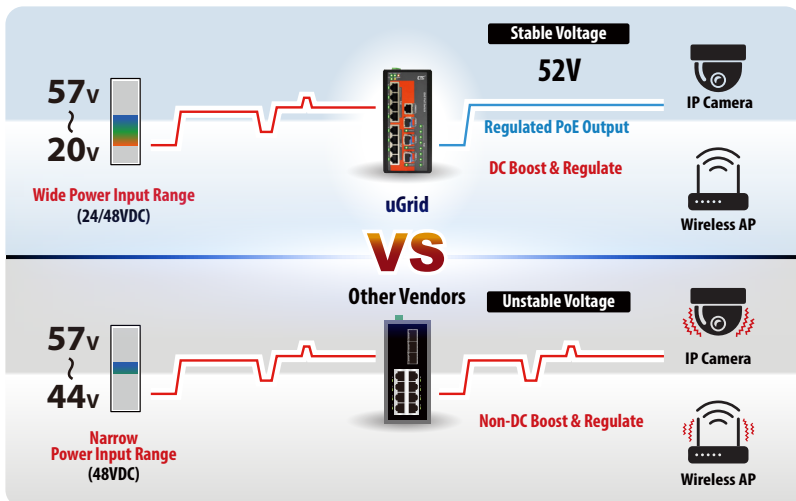 Stable Voltage
52V
57V
~
20V
IP Camera
Regulated PoE Output
DC Boost & Regulate
Wide Power Input Range
(24/48VDC)
uGrid
Wireless AP
VS
Other Vendors
Unstable Voltage
57V
~
44V
IP Camera
Non-DC Boost & Regulate
Narrow
Power Input Range
(48VDC)
Wireless AP